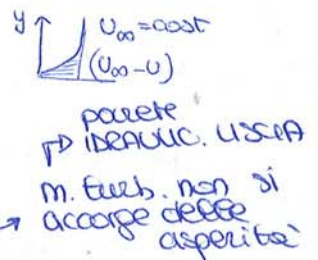 y U∞ = cost
(U∞ - U)
parete
IDRAULIC. LISCIA
m. turb. non si
→ accorge delle
asperità